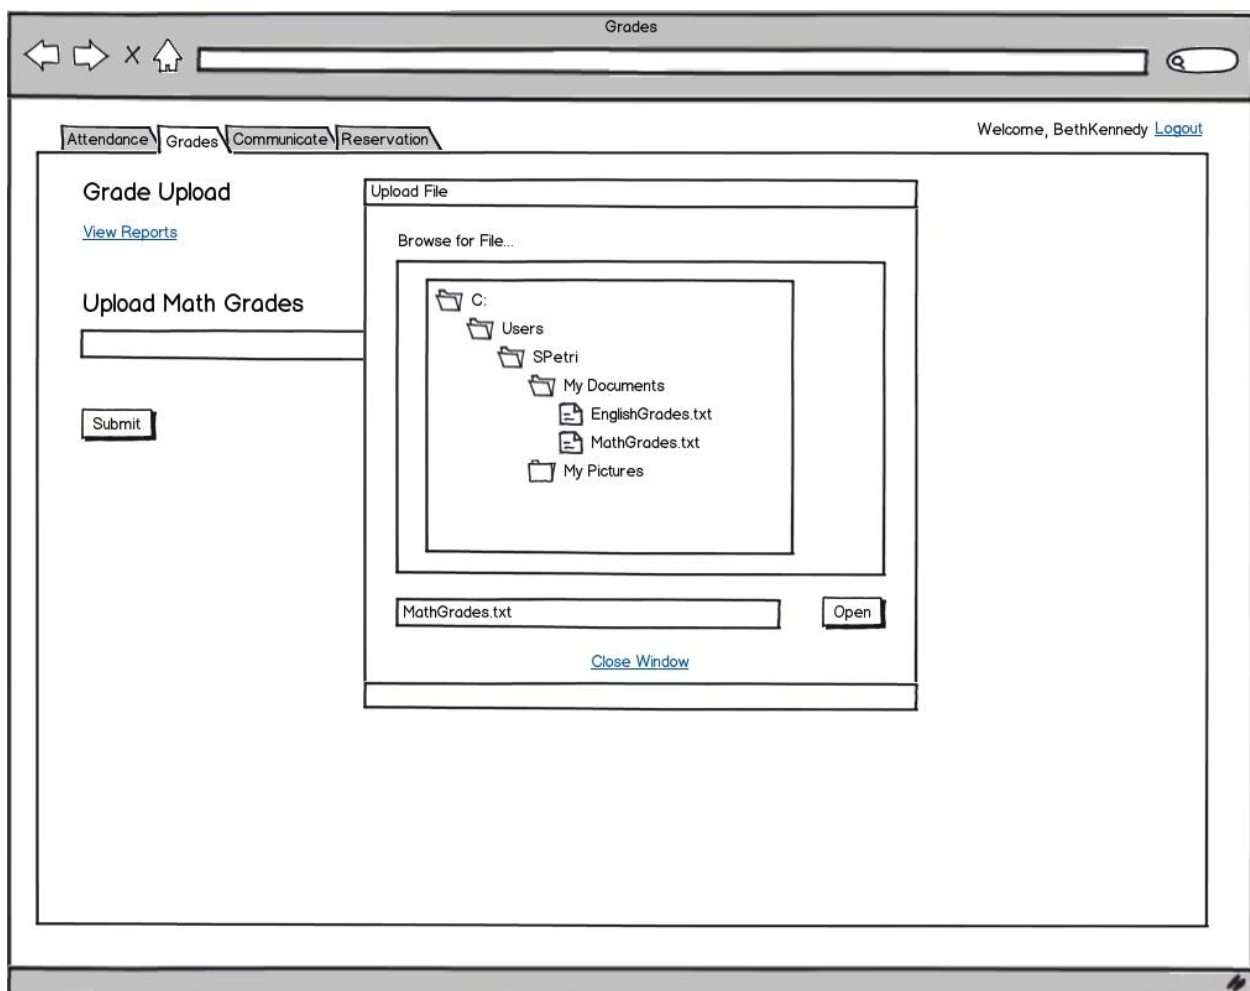 Grades
Attendance Grades Communicate Reservation
Welcome, BethKennedy Logout
Grade Upload
View Reports
Upload Math Grades
Submit
Upload File
Browse for File...
C:
Users
SPetri
My Documents
EnglishGrades.txt
MathGrades.txt
My Pictures
MathGrades.txt
Open
Close Window